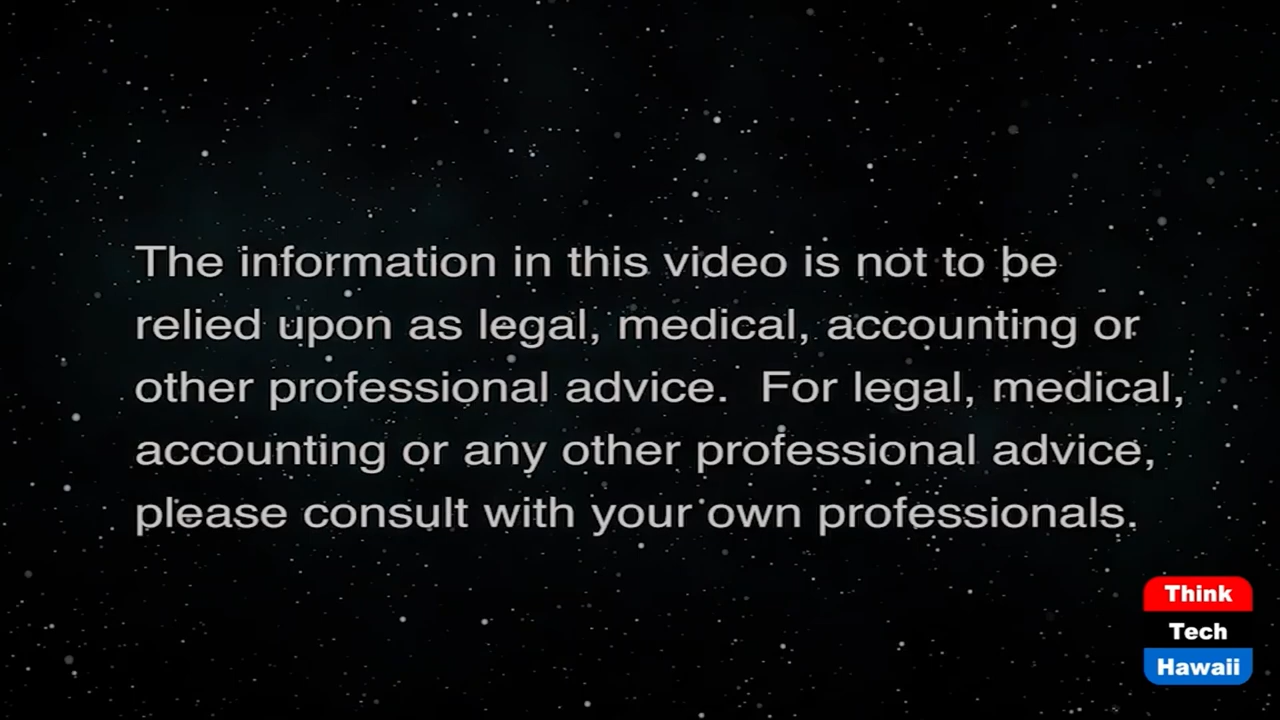 The information in this video is not to be
relied upon as legal, medical, accounting or
other professional advice.  For legal, medical,
accounting or any other professional advice,
please consult with your own professionals.
Think
Tech
Hawaii